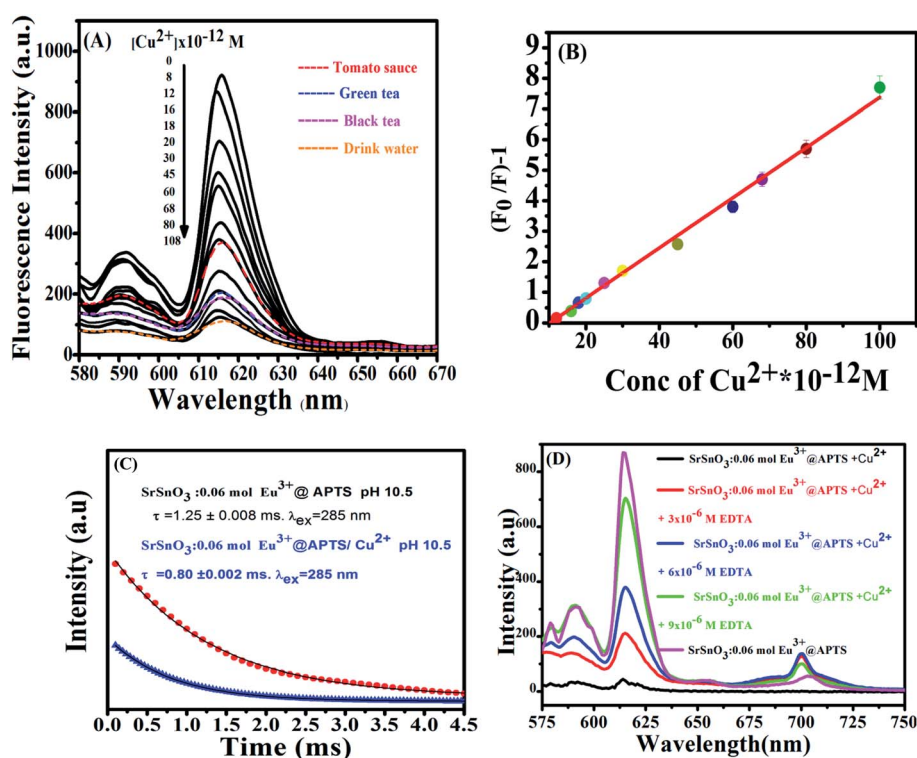 (A)
[Cu2+]x10-12 M
0
8
12
16
18
18
20
30
45
60
68
80
108
Tomato sauce
Green tea
Black tea
Drink water
Fluorescence Intensity (a.u.)
1000
800
600
400
200
0
580 590 600 610 620 630 640 650 660 670
Wavelength (nm)
(B)
(F0 /F)-1
9
8
7
6
5
4
3
2
1
0
20 40 60 80 100
Conc of Cu2+*10-12M
(C)
SrSnO3 :0.06 mol Eu3+@ APTS pH 10.5
τ =1.25 ± 0.008 ms. λex=285 nm
SrSnO3:0.06 mol Eu3+@APTS/ Cu2+ pH 10.5
τ =0.80 ±0.002 ms. λex=285 nm
Intensity (a.u)
0.0 0.5 1.0 1.5 2.0 2.5 3.0 3.5 4.0 4.5
Time (ms)
(D)
SrSnO3:0.06 mol Eu3+@APTS +Cu2+
SrSnO3:0.06 mol Eu3+@APTS +Cu2+
+ 3x10-6 M EDTA
SrSnO3:0.06 mol Eu3+@APTS +Cu2+
+ 6x10-6 M EDTA
SrSnO3:0.06 mol Eu3+@APTS +Cu2+
+ 9x10-6 M EDTA
SrSnO3:0.06 mol Eu3+@APTS
Intensity (a.u)
800
600
400
200
0
575 600 625 650 675 700 725 750
Wavelength(nm)